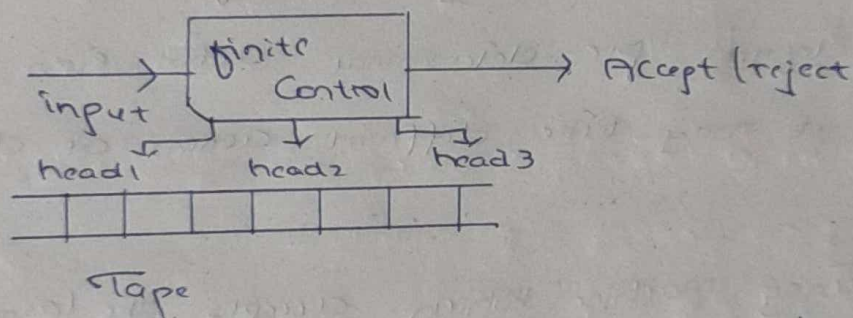 finite
Control
Accept (reject
input
head1
head2
head3
Tape